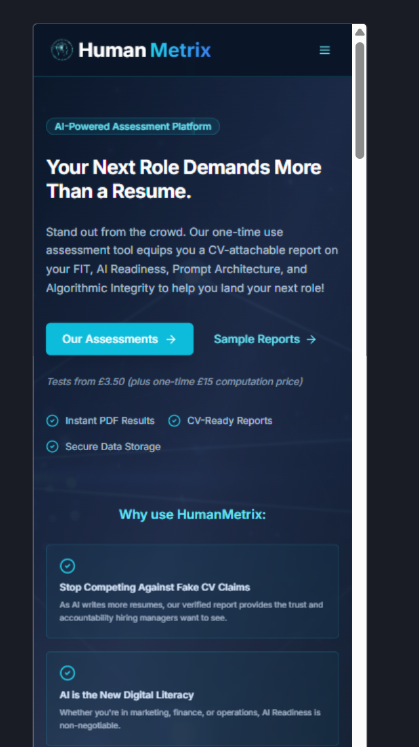 Human Metrix
AI-Powered Assessment Platform
Your Next Role Demands More
Than a Resume.
Stand out from the crowd. Our one-time use
assessment tool equips you a CV-attachable report on
your FIT, AI Readiness, Prompt Architecture, and
Algorithmic Integrity to help you land your next role!
Our Assessments →
Sample Reports →
Tests from £3.50 (plus one-time £15 computation price)
Instant PDF Results
CV-Ready Reports
Secure Data Storage
Why use HumanMetrix:
Stop Competing Against Fake CV Claims
As AI writes more resumes, our verified report provides the trust and
accountability hiring managers want to see.
AI is the New Digital Literacy
Whether you're in marketing, finance, or operations, AI Readiness is
non-negotiable.